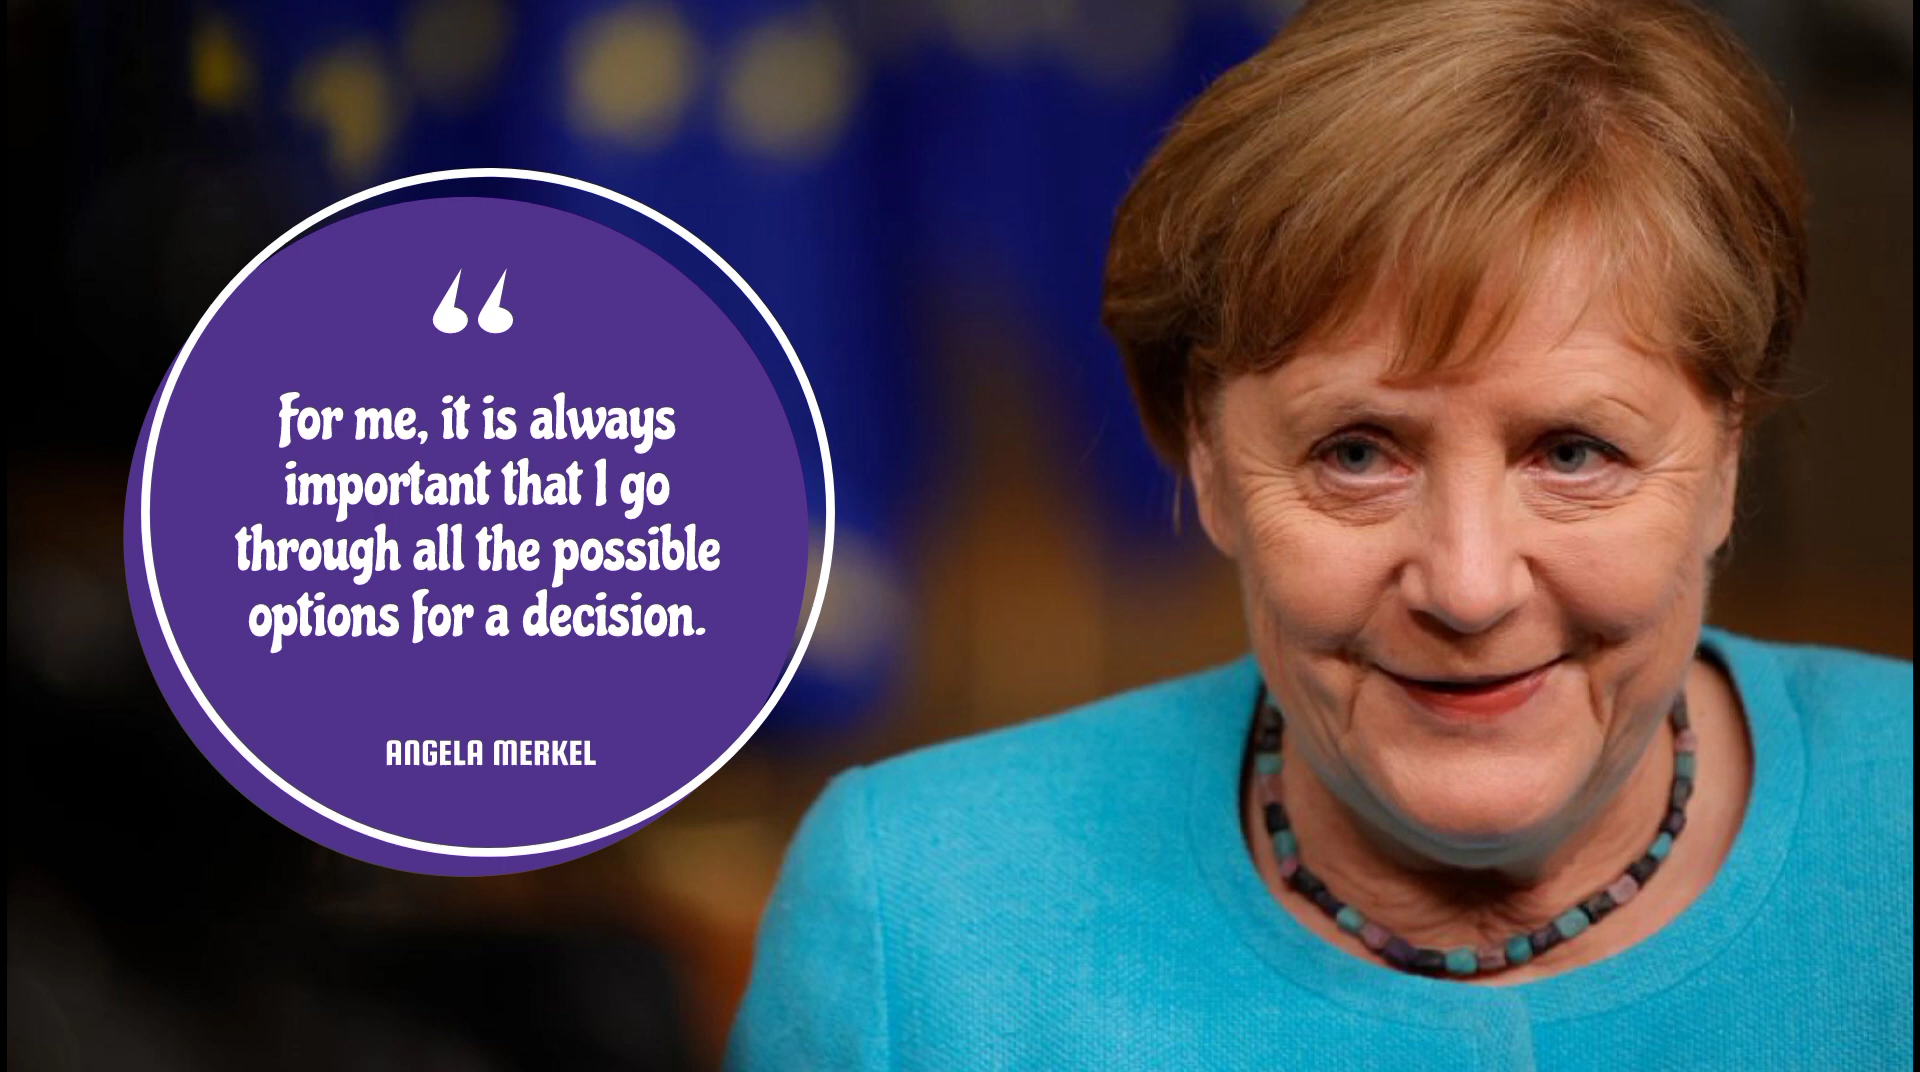 “
For me, it is always
important that I go
through all the possible
options for a decision.
ANGELA MERKEL